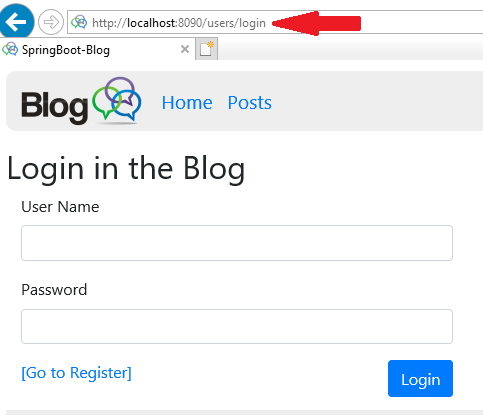 http://localhost:8090/users/login
SpringBoot-Blog
Blog Home Posts
Login in the Blog
User Name
Password
[Go to Register] Login